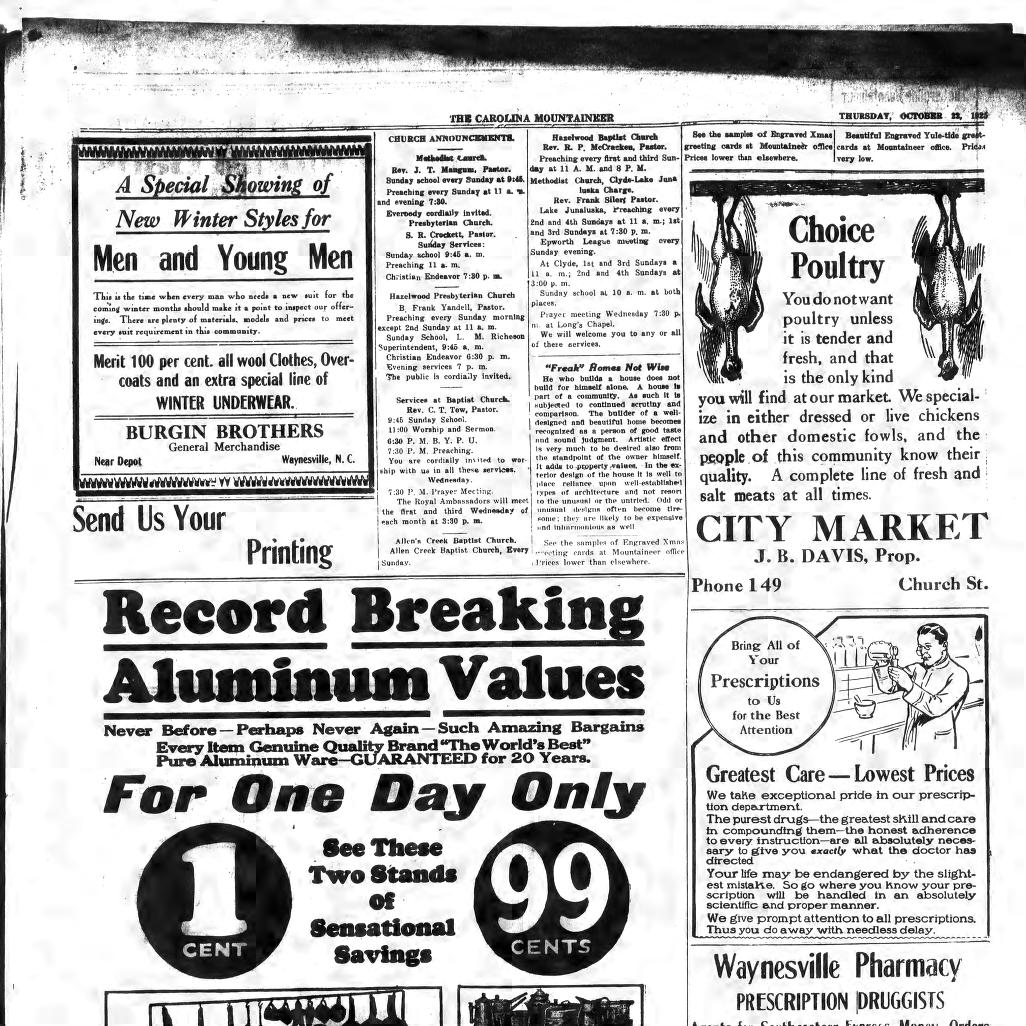 THE CAROLINA MOUNTAINEER
THURSDAY, OCTOBER 22, 1925
A Special Showing of
New Winter Styles for
Men and Young Men
This is the time when every man who needs a new suit for the
coming winter months should make it a point to inspect our offer-
ings. There are plenty of materials, models and prices to meet
every suit requirement in this community.
Merit 100 per cent. all wool Clothes, Over-
coats and an extra special line of
WINTER UNDERWEAR.
BURGIN BROTHERS
General Merchandise
Near Depot Waynesville, N. C.
Send Us Your
Printing
CHURCH ANNOUNCEMENTS.
Methodist Church.
Rev. J. T. Mangum, Pastor.
Sunday school every Sunday at 9:45.
Preaching every Sunday at 11 a. m.
and evening 7:30.
Everbody cordially invited.
Presbyterian Church.
S. R. Crockett, Pastor.
Sunday Services:
Sunday school 9:45 a. m.
Preaching 11 a. m.
Christian Endeavor 7:30 p. m.
Hazelwood Presbyterian Church
B. Frank Yandell, Pastor.
Preaching every Sunday morning
except 2nd Sunday at 11 a. m.
Sunday School, L. M. Richeson
Superintendent, 9:45 a. m.
Christian Endeavor 6:30 p. m.
Evening services 7 p. m.
The public is cordially invited.
Services at Baptist Church.
Rev. C. T. Tew, Pastor.
9:45 Sunday School.
11:00 Worship and Sermon.
6:30 P. M. B. Y. P. U.
7:30 P. M. Preaching.
You are cordially invited to wor-
ship with us in all these services.
Wednesday.
7:30 P. M. Prayer Meeting.
The Royal Ambassadors will meet
the first and third Wednesday of
each month at 3:30 p. m.
Allen's Creek Baptist Church.
Allen Creek Baptist Church, Every
Sunday.
Hazelwood Baptist Church
Rev. R. P. McCracken, Pastor.
Preaching every first and third Sun-
day at 11 A. M. and 8 P. M.
Methodist Church, Clyde-Lake Juna
luska Charge.
Rev. Frank Siler, Pastor.
Lake Junaluska, Preaching every
2nd and 4th Sundays at 11 a. m.; 1st
and 3rd Sundays at 7:30 p. m.
Epworth League meeting every
Sunday evening.
At Clyde, 1st and 3rd Sundays a
11 a. m.; 2nd and 4th Sundays at
3:00 p. m.
Sunday school at 10 a. m. at both
places.
Prayer meeting Wednesday 7:30 p.
m. at Long's Chapel.
We will welcome you to any or all
of these services.
"Freak" Homes Not Wise
He who builds a house does not
build for himself alone. A house is
part of a community. As such it is
subjected to continued scrutiny and
comparison. The builder of a well-
designed and beautiful home becomes
recognized as a person of good taste
and sound judgment. Artistic effect
is very much to be desired also from
the standpoint of the owner himself.
It adds to property values. In the ex-
terior design of the house it is well to
place reliance upon well-established
types of architecture and not resort
to the unusual or the untried. Odd or
unusual designs often become tire-
some; they are likely to be expensive
and inharmonious as well
See the samples of Engraved Xmas
greeting cards at Mountaineer office
Prices lower than elsewhere.
See the samples of Engraved Xmas
greeting cards at Mountaineer office
Prices lower than elsewhere.
Beautiful Engraved Yule-tide greet-
cards at Mountaineer office. Prices
very low.
Choice
Poultry
You do not want
poultry unless
it is tender and
fresh, and that
is the only kind
you will find at our market. We special-
ize in either dressed or live chickens
and other domestic fowls, and the
people of this community know their
quality. A complete line of fresh and
salt meats at all times.
CITY MARKET
J. B. DAVIS, Prop.
Phone 149 Church St.
Record Breaking
Aluminum Values
Never Before—Perhaps Never Again—Such Amazing Bargains
Every Item Genuine Quality Brand "The World's Best"
Pure Aluminum Ware—GUARANTEED for 20 Years.
For One Day Only
1
CENT
See These
Two Stands
of
Sensational
Savings
99
CENTS
Bring All of
Your
Prescriptions
to Us
for the Best
Attention
Greatest Care—Lowest Prices
We take exceptional pride in our prescrip-
tion department.
The purest drugs—the greatest skill and care
in compounding them—the honest adherence
to every instruction—are all absolutely neces-
sary to give you exactly what the doctor has
directed
Your life may be endangered by the slight-
est mistake. So go where you know your pre-
scription will be handled in an absolutely
scientific and proper manner.
We give prompt attention to all prescriptions.
Thus you do away with needless delay.
Waynesville Pharmacy
PRESCRIPTION DRUGGISTS
Agents for Southeastern Express Money Orders